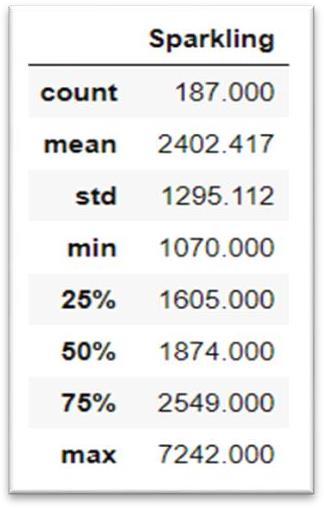 Sparkling
count 187.000
mean 2402.417
std 1295.112
min 1070.000
25% 1605.000
50% 1874.000
75% 2549.000
max 7242.000